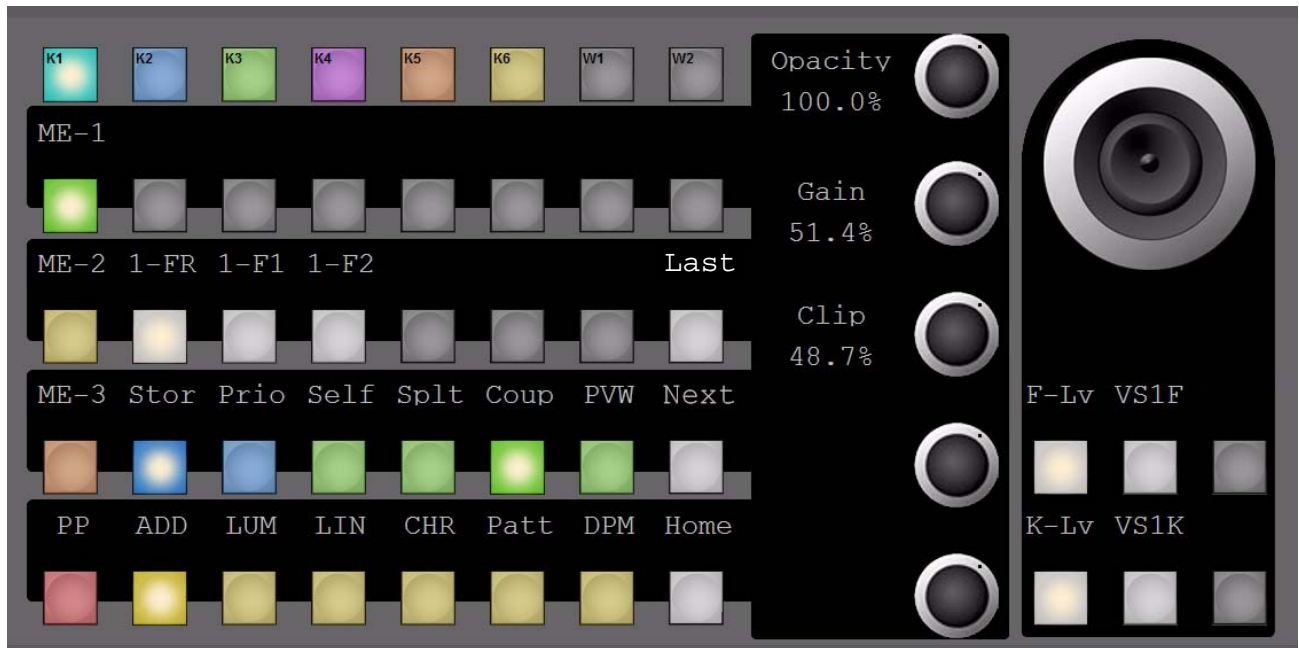 K1 K2 K3 K4 K5 K6 W1 W2
Opacity
100.0%
ME-1
Gain
51.4%
ME-2 1-FR 1-F1 1-F2 Last
Clip
48.7%
ME-3 Stor Prio Self Splt Coup PVW Next
F-Lv VS1F
PP ADD LUM LIN CHR Patt DPM Home
K-Lv VS1K